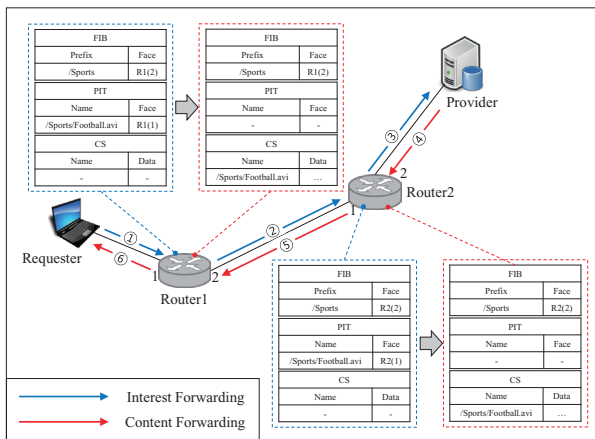 FIB
Prefix Face
/Sports R1(2)
PIT
Name Face
/Sports/Football.avi R1(1)
CS
Name Data
- -
FIB
Prefix Face
/Sports R1(2)
PIT
Name Face
- -
CS
Name Data
/Sports/Football.avi ...
Provider
③
④
2
Router2
1
②
⑤
①
⑥
Requester
1
2
Router1
FIB
Prefix Face
/Sports R2(2)
PIT
Name Face
/Sports/Football.avi R2(1)
CS
Name Data
- -
FIB
Prefix Face
/Sports R2(2)
PIT
Name Face
- -
CS
Name Data
/Sports/Football.avi ...
Interest Forwarding
Content Forwarding